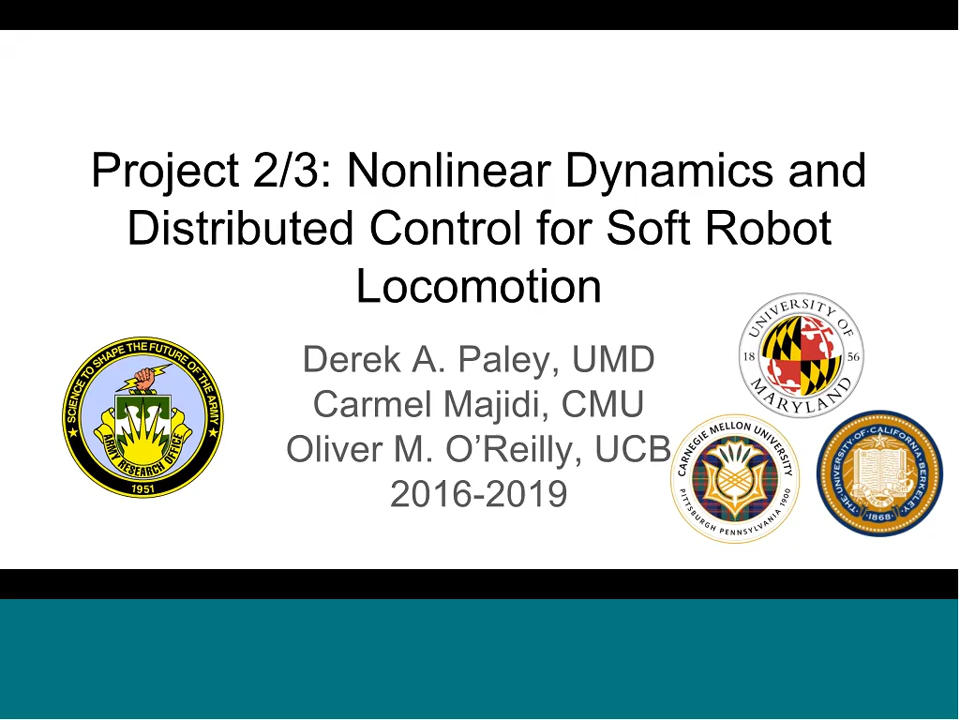 Project 2/3: Nonlinear Dynamics and
Distributed Control for Soft Robot
Locomotion
Derek A. Paley, UMD
Carmel Majidi, CMU
Oliver M. O’Reilly, UCB
2016-2019
SCIENCE TO SHAPE THE FUTURE OF THE ARMY
ARMY RESEARCH OFFICE
1951
UNIVERSITY OF
18 56
MARYLAND
CARNEGIE MELLON UNIVERSITY
PITTSBURGH PENNSYLVANIA 1900
THE·UNIVERSITY·OF·CALIFORNIA·BERKELEY
·1868·